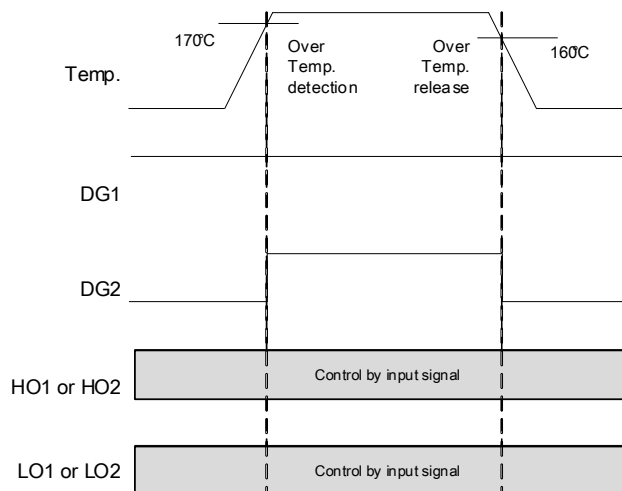 170℃
Over
Temp.
detection
Over
Temp.
release
160℃
Temp.
DG1
DG2
HO1 or HO2
Control by input signal
LO1 or LO2
Control by input signal